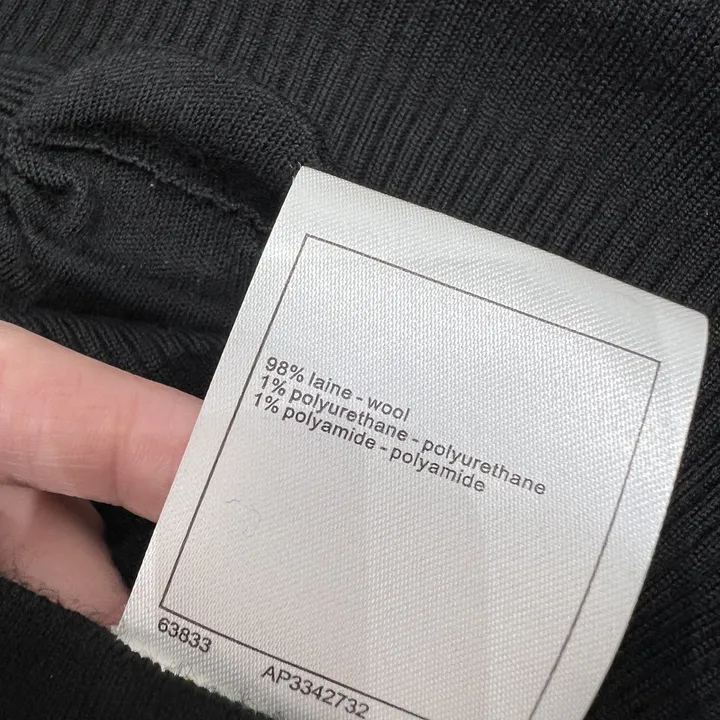 98% laine - wool
1% polyurethane - polyurethane
1% polyamide - polyamide
63833
AP3342732